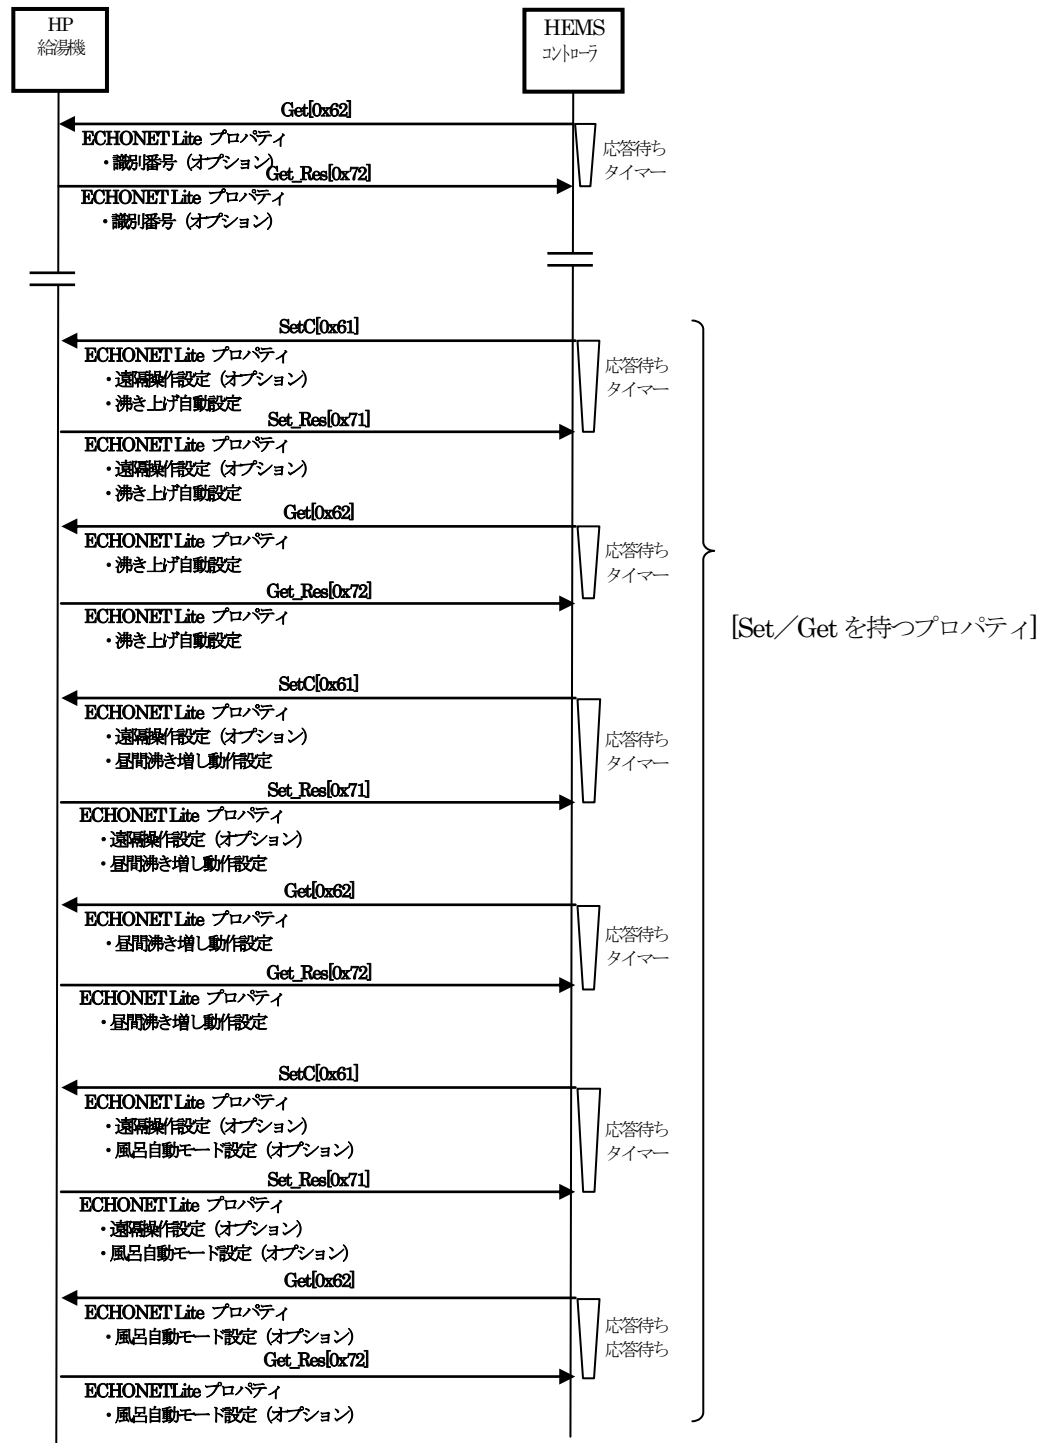 HP
給湯機
HEMS
コントローラ
Get[0x62]
ECHONET Lite プロパティ
・識別番号（オプション）
応答待ち
タイマー
Get_Res[0x72]
ECHONET Lite プロパティ
・識別番号（オプション）
SetC[0x61]
ECHONET Lite プロパティ
・遠隔操作設定（オプション）
・沸き上げ自動設定
応答待ち
タイマー
Set_Res[0x71]
ECHONET Lite プロパティ
・遠隔操作設定（オプション）
・沸き上げ自動設定
Get[0x62]
ECHONET Lite プロパティ
・沸き上げ自動設定
応答待ち
タイマー
Get_Res[0x72]
ECHONET Lite プロパティ
・沸き上げ自動設定
[Set／Get を持つプロパティ]
SetC[0x61]
ECHONET Lite プロパティ
・遠隔操作設定（オプション）
・昼間沸き増し動作設定
応答待ち
タイマー
Set_Res[0x71]
ECHONET Lite プロパティ
・遠隔操作設定（オプション）
・昼間沸き増し動作設定
Get[0x62]
ECHONET Lite プロパティ
・昼間沸き増し動作設定
応答待ち
タイマー
Get_Res[0x72]
ECHONET Lite プロパティ
・昼間沸き増し動作設定
SetC[0x61]
ECHONET Lite プロパティ
・遠隔操作設定（オプション）
・風呂自動モード設定（オプション）
応答待ち
タイマー
Set_Res[0x71]
ECHONET Lite プロパティ
・遠隔操作設定（オプション）
・風呂自動モード設定（オプション）
Get[0x62]
ECHONET Lite プロパティ
・風呂自動モード設定（オプション）
応答待ち
応答待ち
Get_Res[0x72]
ECHONETLite プロパティ
・風呂自動モード設定（オプション）